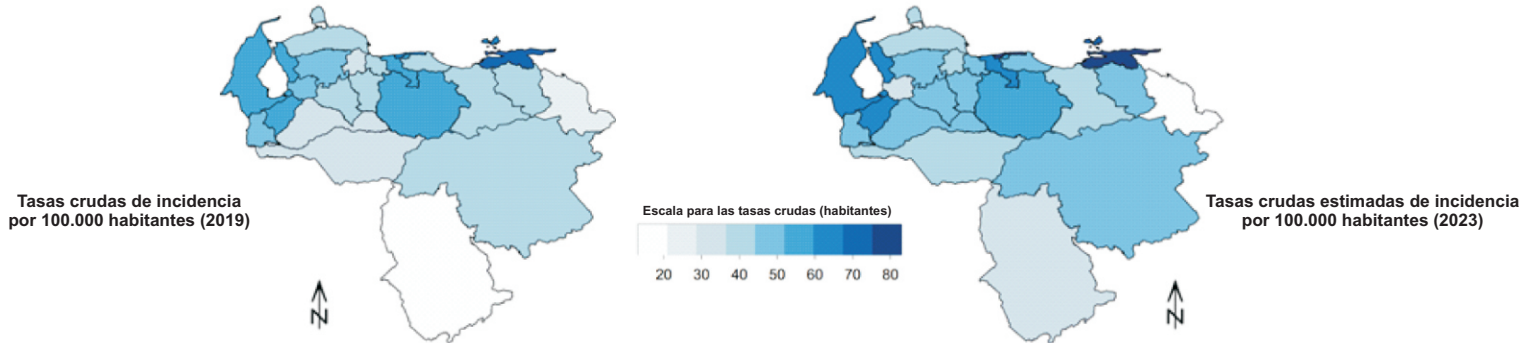 Tasas crudas de incidencia
por 100.000 habitantes (2019)
Escala para las tasas crudas (habitantes)
20 30 40 50 60 70 80
Tasas crudas estimadas de incidencia
por 100.000 habitantes (2023)
N
N